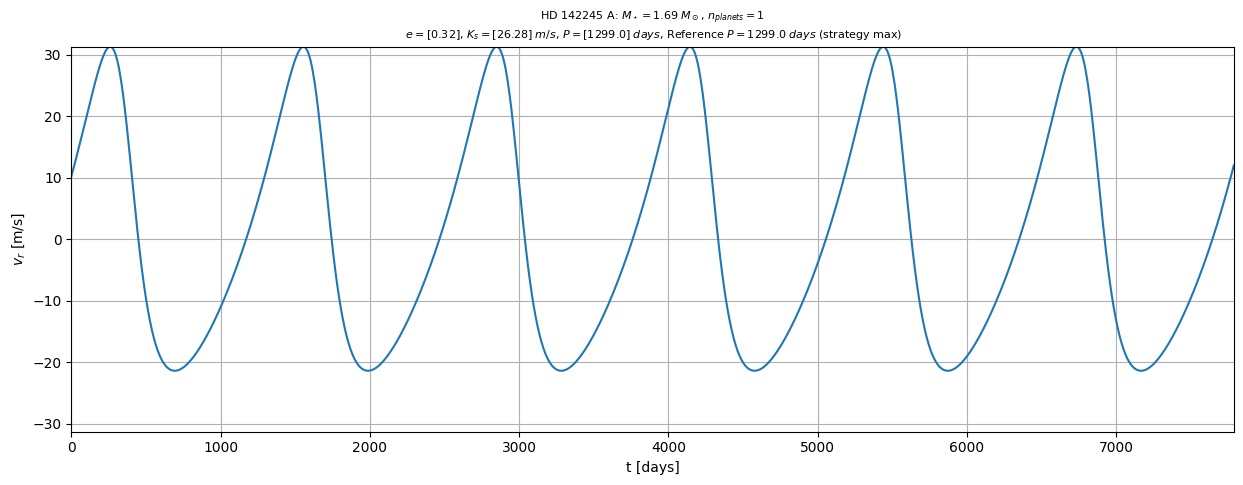 HD 142245 A: $M_\star = 1.69\ M_\odot$, $n_{planets} = 1$
$e = [0.32]$, $K_s = [26.28]\ m/s$, $P = [1299.0]\ days$, Reference $P = 1299.0\ days$ (strategy max)
30
20
10
0
−10
−20
−30
$v_r$ [m/s]
0 1000 2000 3000 4000 5000 6000 7000
t [days]